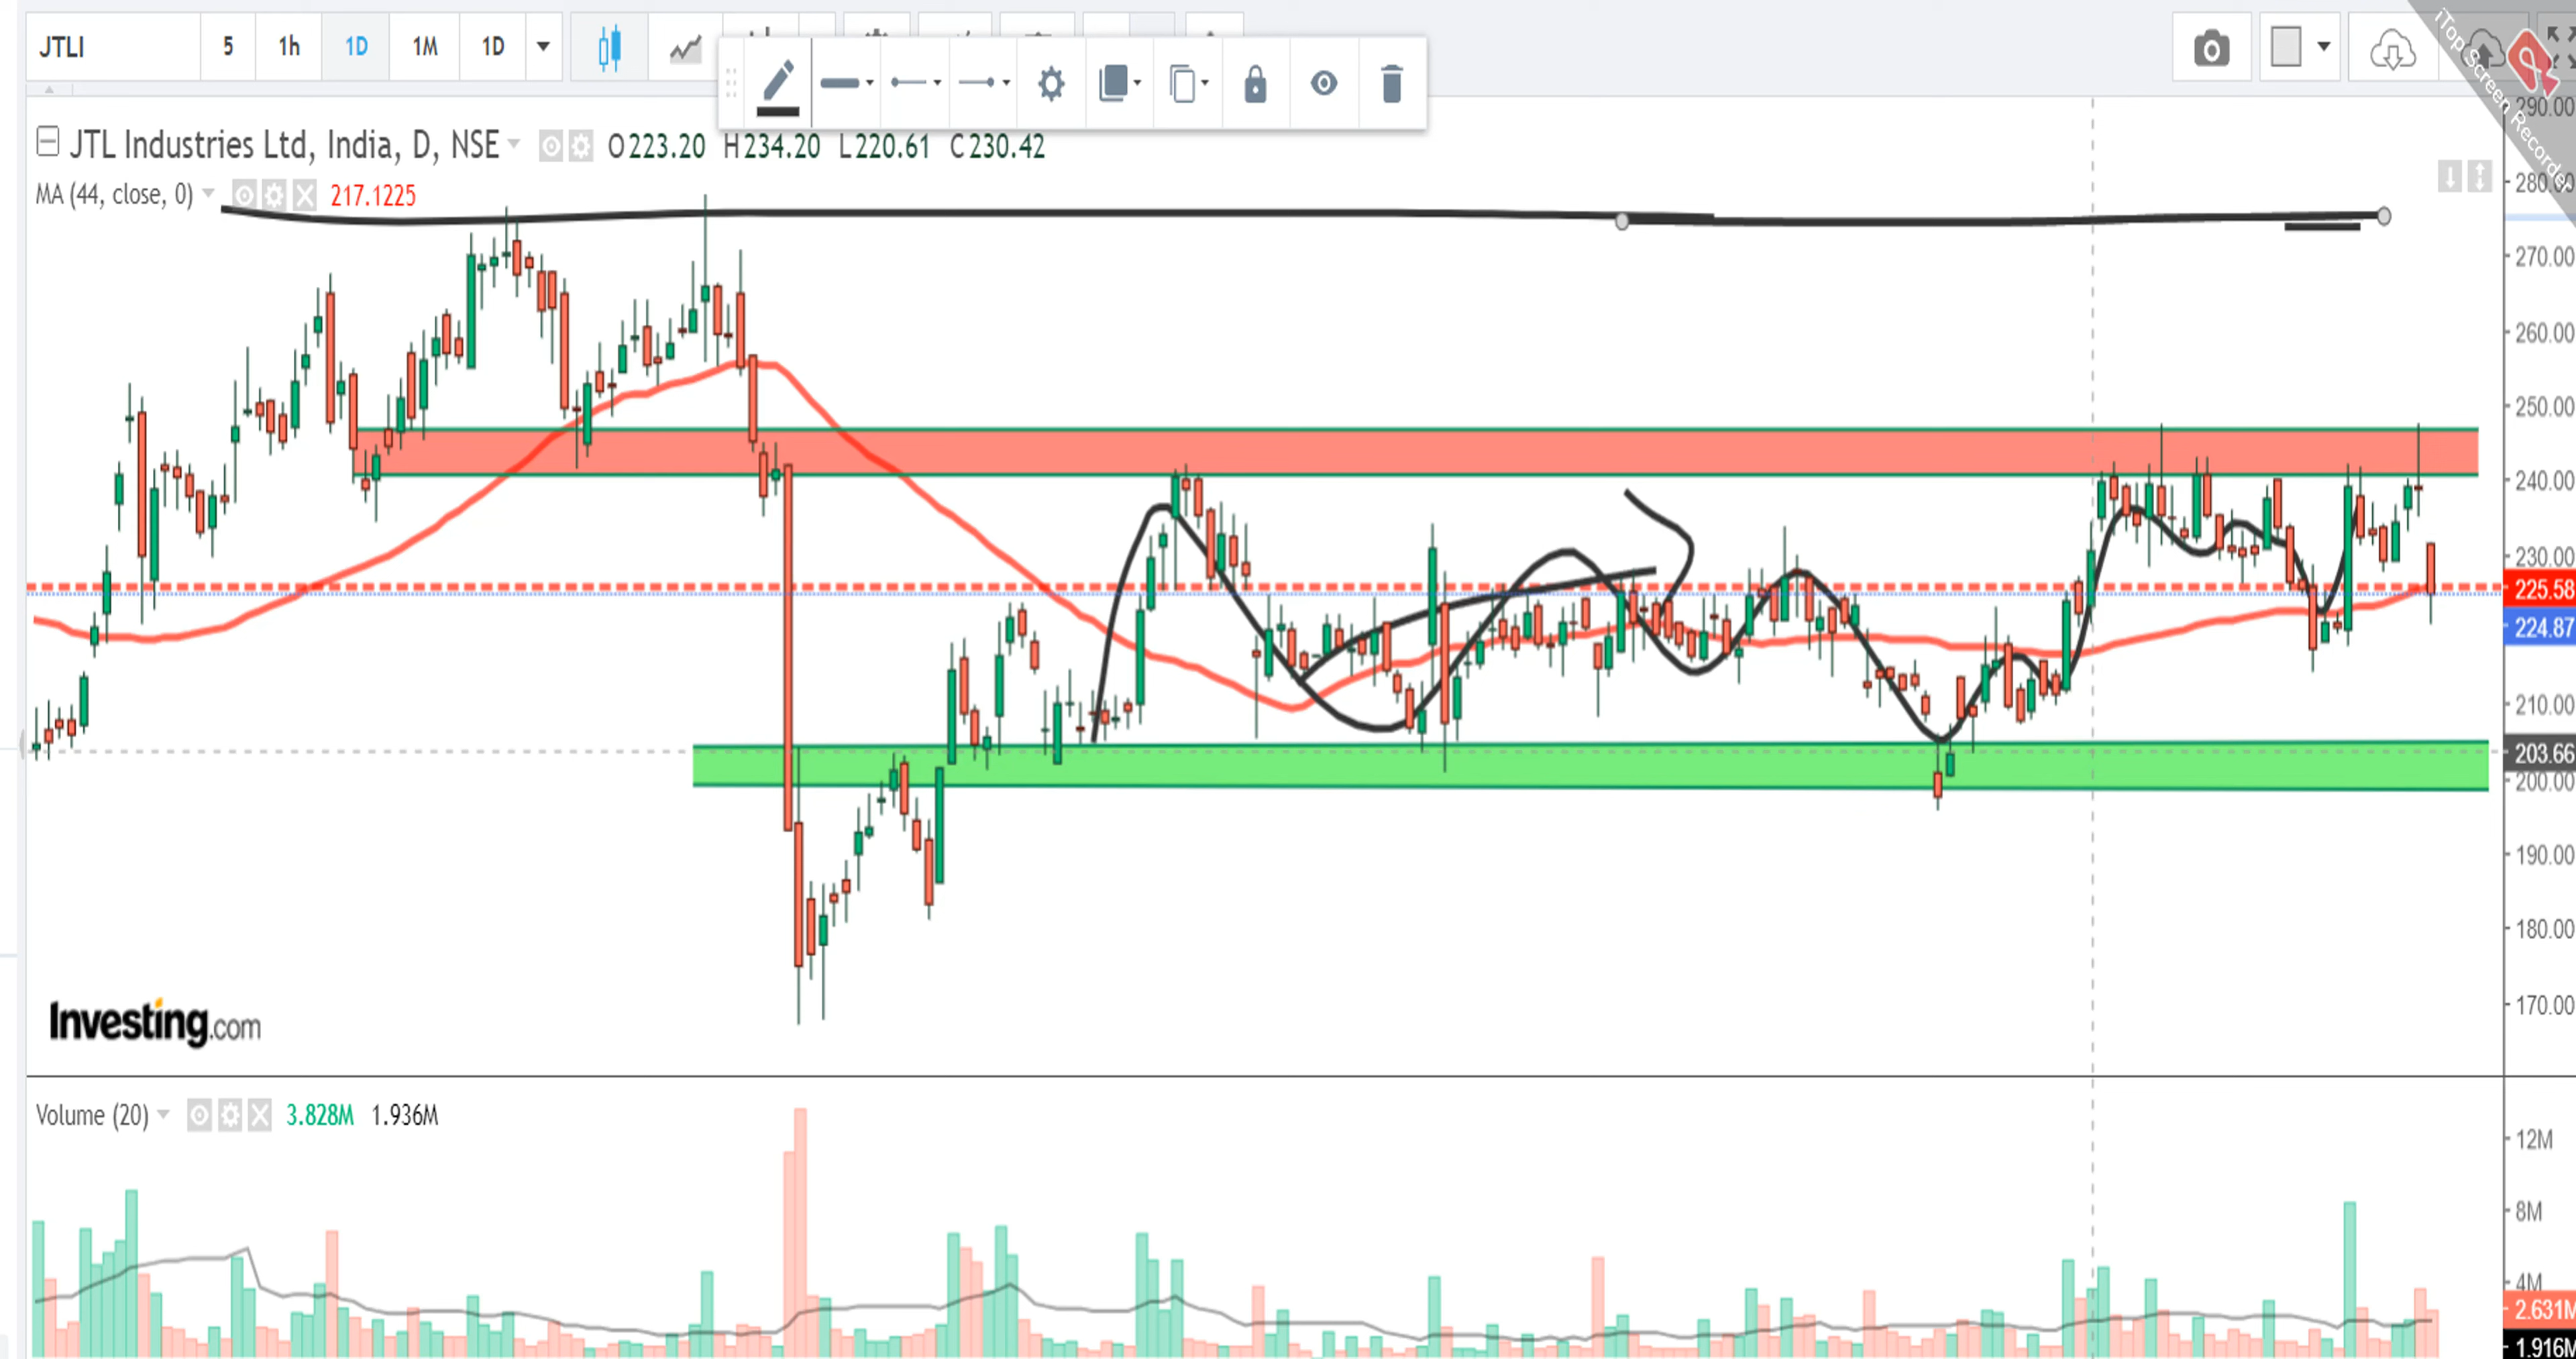 JTLI 5 1h 1D 1M 1D
iTop Screen Recorder
JTL Industries Ltd, India, D, NSE O223.20 H234.20 L220.61 C230.42
MA (44, close, 0) 217.1225
290.00
280.00
270.00
260.00
250.00
240.00
230.00
225.58
224.87
210.00
203.66
200.00
190.00
180.00
170.00
Investing.com
Volume (20) 3.828M 1.936M
12M
8M
4M
2.631M
1.916M